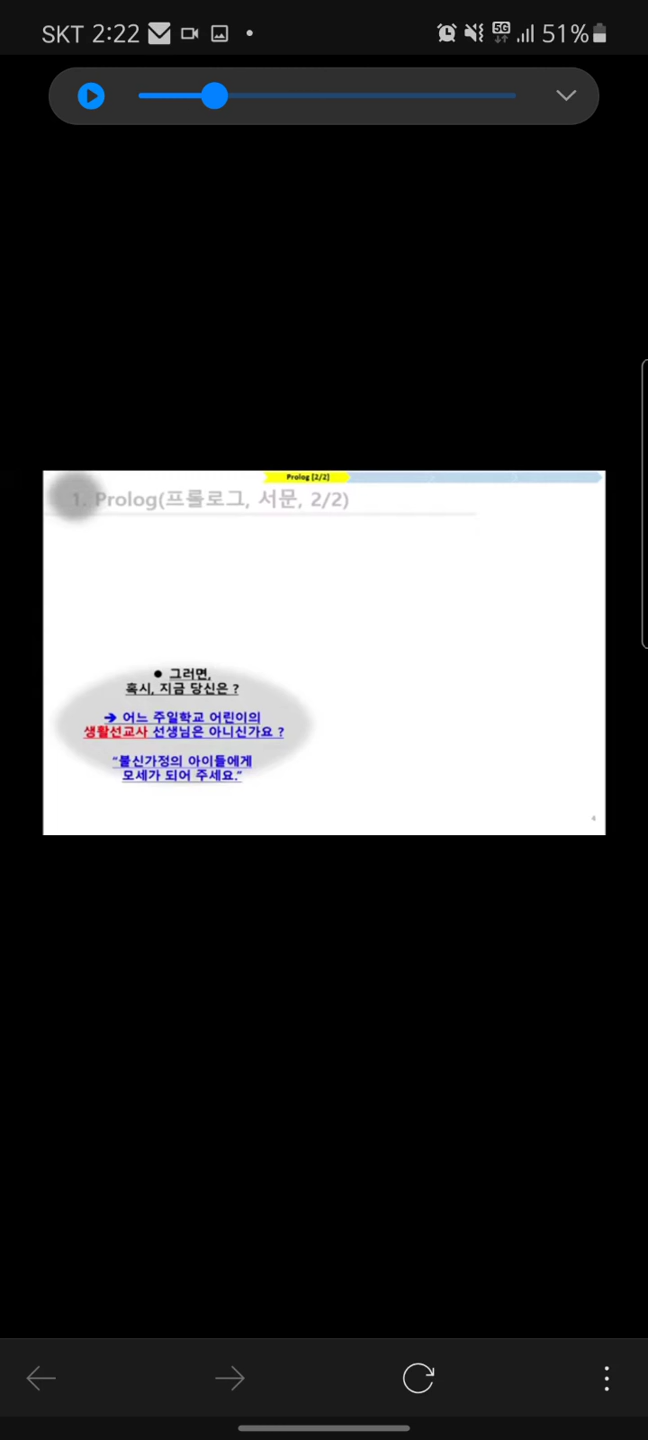 SKT 2:22
5G 51%
Prolog [2/2]
1. Prolog(프롤로그, 서문, 2/2)
● 그러면,
혹시, 지금 당신은 ?
➔ 어느 주일학교 어린이의
생활선교사 선생님은 아니신가요 ?
"불신가정의 아이들에게
모세가 되어 주세요."
4